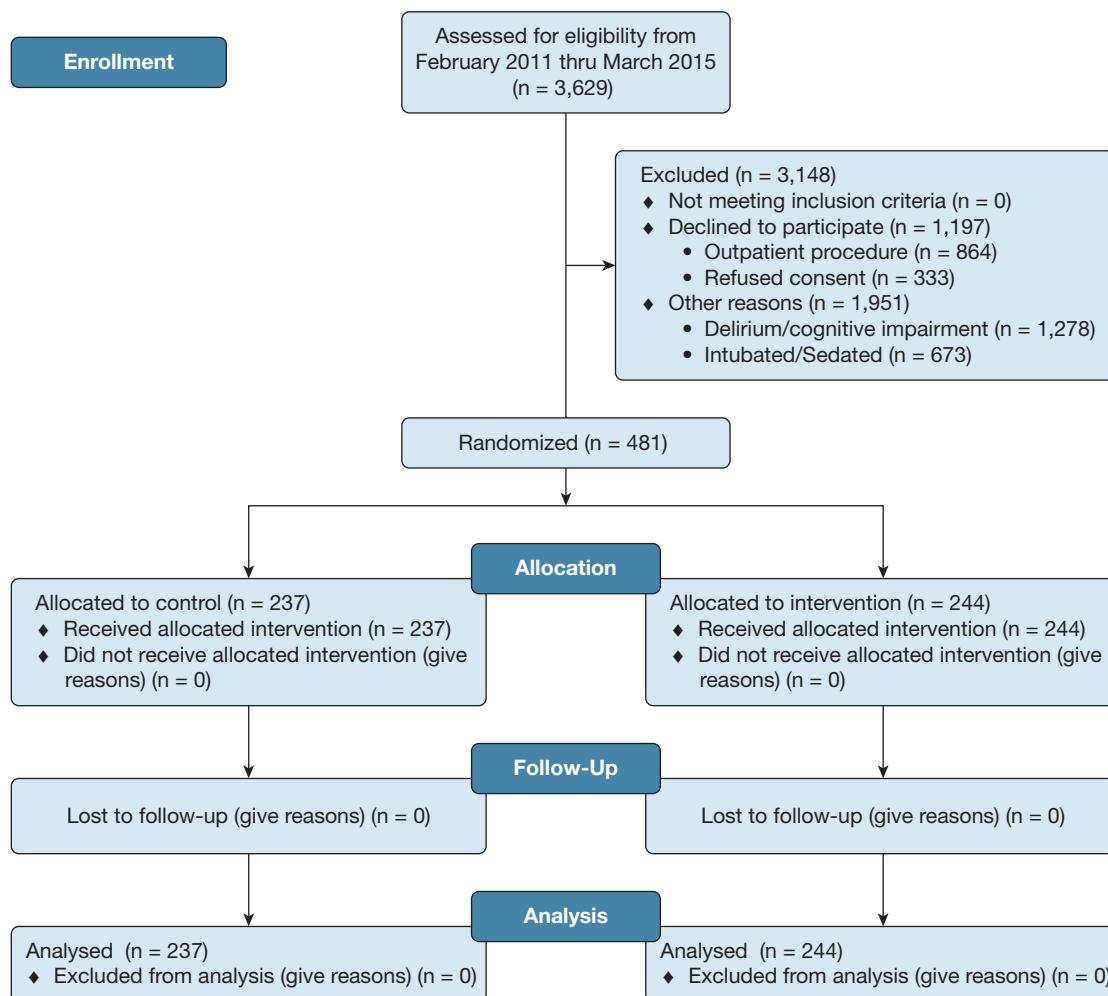 Enrollment
Assessed for eligibility from
February 2011 thru March 2015
(n = 3,629)
Excluded (n = 3,148)
♦ Not meeting inclusion criteria (n = 0)
♦ Declined to participate (n = 1,197)
• Outpatient procedure (n = 864)
• Refused consent (n = 333)
♦ Other reasons (n = 1,951)
• Delirium/cognitive impairment (n = 1,278)
• Intubated/Sedated (n = 673)
Randomized (n = 481)
Allocation
Allocated to control (n = 237)
♦ Received allocated intervention (n = 237)
♦ Did not receive allocated intervention (give
reasons) (n = 0)
Allocated to intervention (n = 244)
♦ Received allocated intervention (n = 244)
♦ Did not receive allocated intervention (give
reasons) (n = 0)
Follow-Up
Lost to follow-up (give reasons) (n = 0)
Lost to follow-up (give reasons) (n = 0)
Analysis
Analysed (n = 237)
♦ Excluded from analysis (give reasons) (n = 0)
Analysed (n = 244)
♦ Excluded from analysis (give reasons) (n = 0)